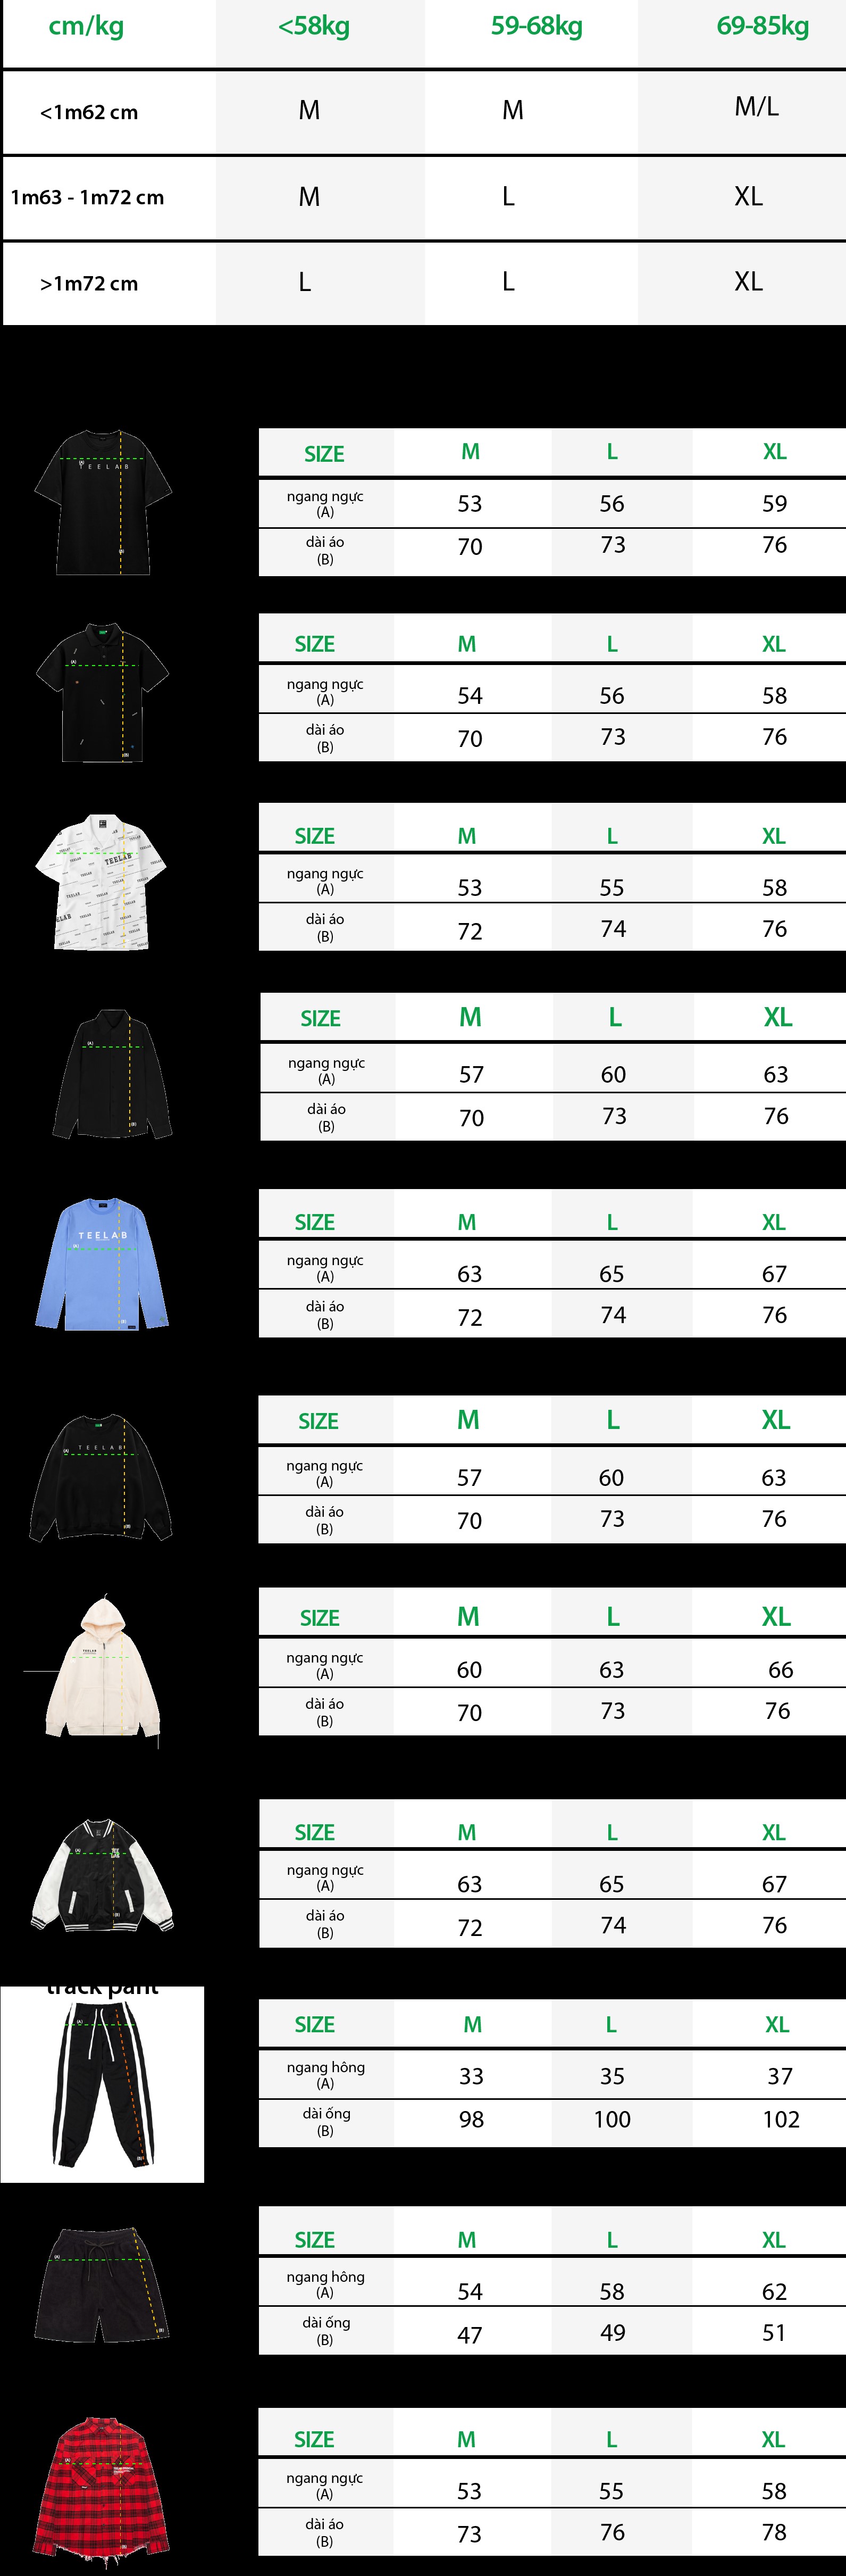 cm/kg <58kg 59-68kg 69-85kg
<1m62 cm M M M/L
1m63 - 1m72 cm M L XL
>1m72 cm L L XL
SIZE M L XL
ngang ngực
(A) 53 56 59
dài áo
(B) 70 73 76
(A)
TEELAB
(B)
SIZE M L XL
ngang ngực
(A) 54 56 58
dài áo
(B) 70 73 76
(A)
(B)
SIZE M L XL
ngang ngực
(A) 53 55 58
dài áo
(B) 72 74 76
TEELAB
TEELAB
SIZE M L XL
ngang ngực
(A) 57 60 63
dài áo
(B) 70 73 76
(A)
(B)
SIZE M L XL
ngang ngực
(A) 63 65 67
dài áo
(B) 72 74 76
TEELAB
(A)
(B)
SIZE M L XL
ngang ngực
(A) 57 60 63
dài áo
(B) 70 73 76
TEELAB
(A)
(B)
SIZE M L XL
ngang ngực
(A) 60 63 66
dài áo
(B) 70 73 76
TEELAB
SIZE M L XL
ngang ngực
(A) 63 65 67
dài áo
(B) 72 74 76
(A)
(B)
track pant
SIZE M L XL
ngang hông
(A) 33 35 37
dài ống
(B) 98 100 102
(A)
(B)
SIZE M L XL
ngang hông
(A) 54 58 62
dài ống
(B) 47 49 51
(A)
(B)
SIZE M L XL
ngang ngực
(A) 53 55 58
dài áo
(B) 73 76 78
(A)
(B)